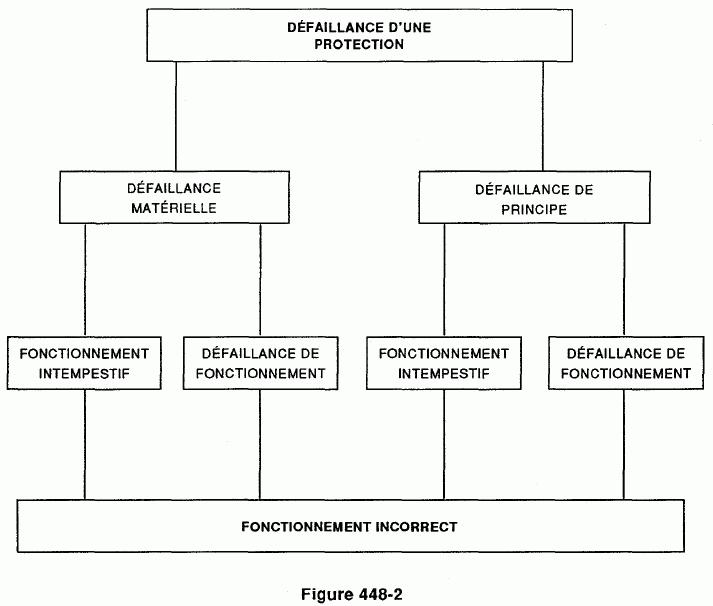 DÉFAILLANCE D'UNE
PROTECTION
DÉFAILLANCE
MATÉRIELLE
DÉFAILLANCE DE
PRINCIPE
FONCTIONNEMENT
INTEMPESTIF
DÉFAILLANCE DE
FONCTIONNEMENT
FONCTIONNEMENT
INTEMPESTIF
DÉFAILLANCE DE
FONCTIONNEMENT
FONCTIONNEMENT INCORRECT
Figure 448-2